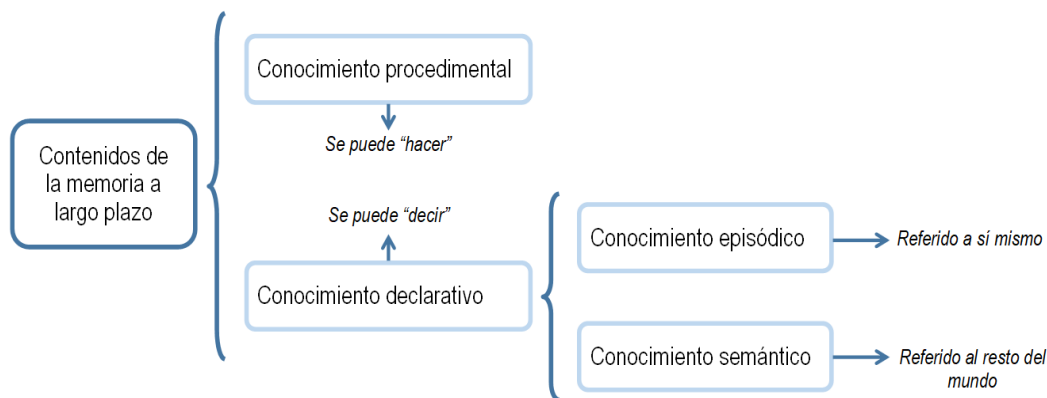 Contenidos de
la memoria a
largo plazo
Conocimiento procedimental
Se puede “hacer”
Se puede “decir”
Conocimiento declarativo
Conocimiento episódico
Referido a sí mismo
Conocimiento semántico
Referido al resto del
mundo